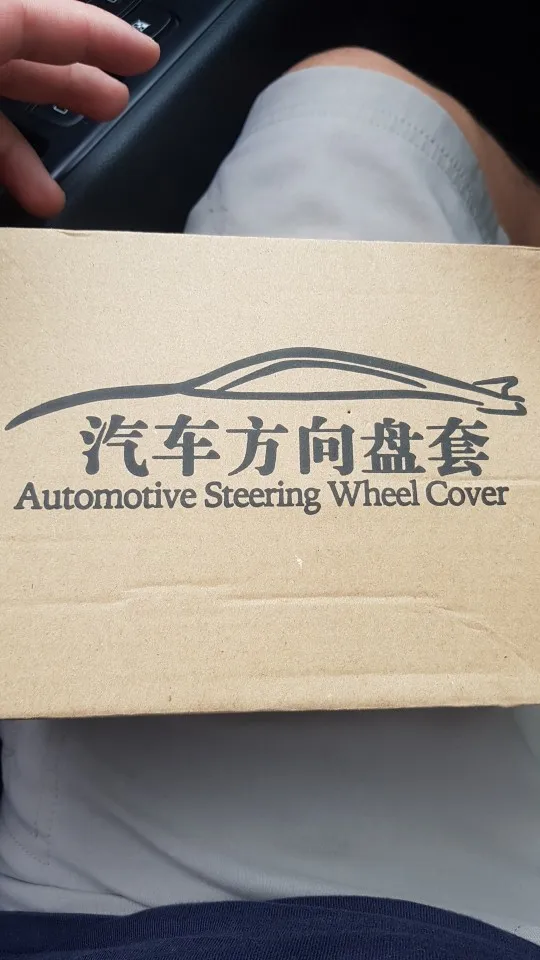 汽车方向盘套
Automotive Steering Wheel Cover